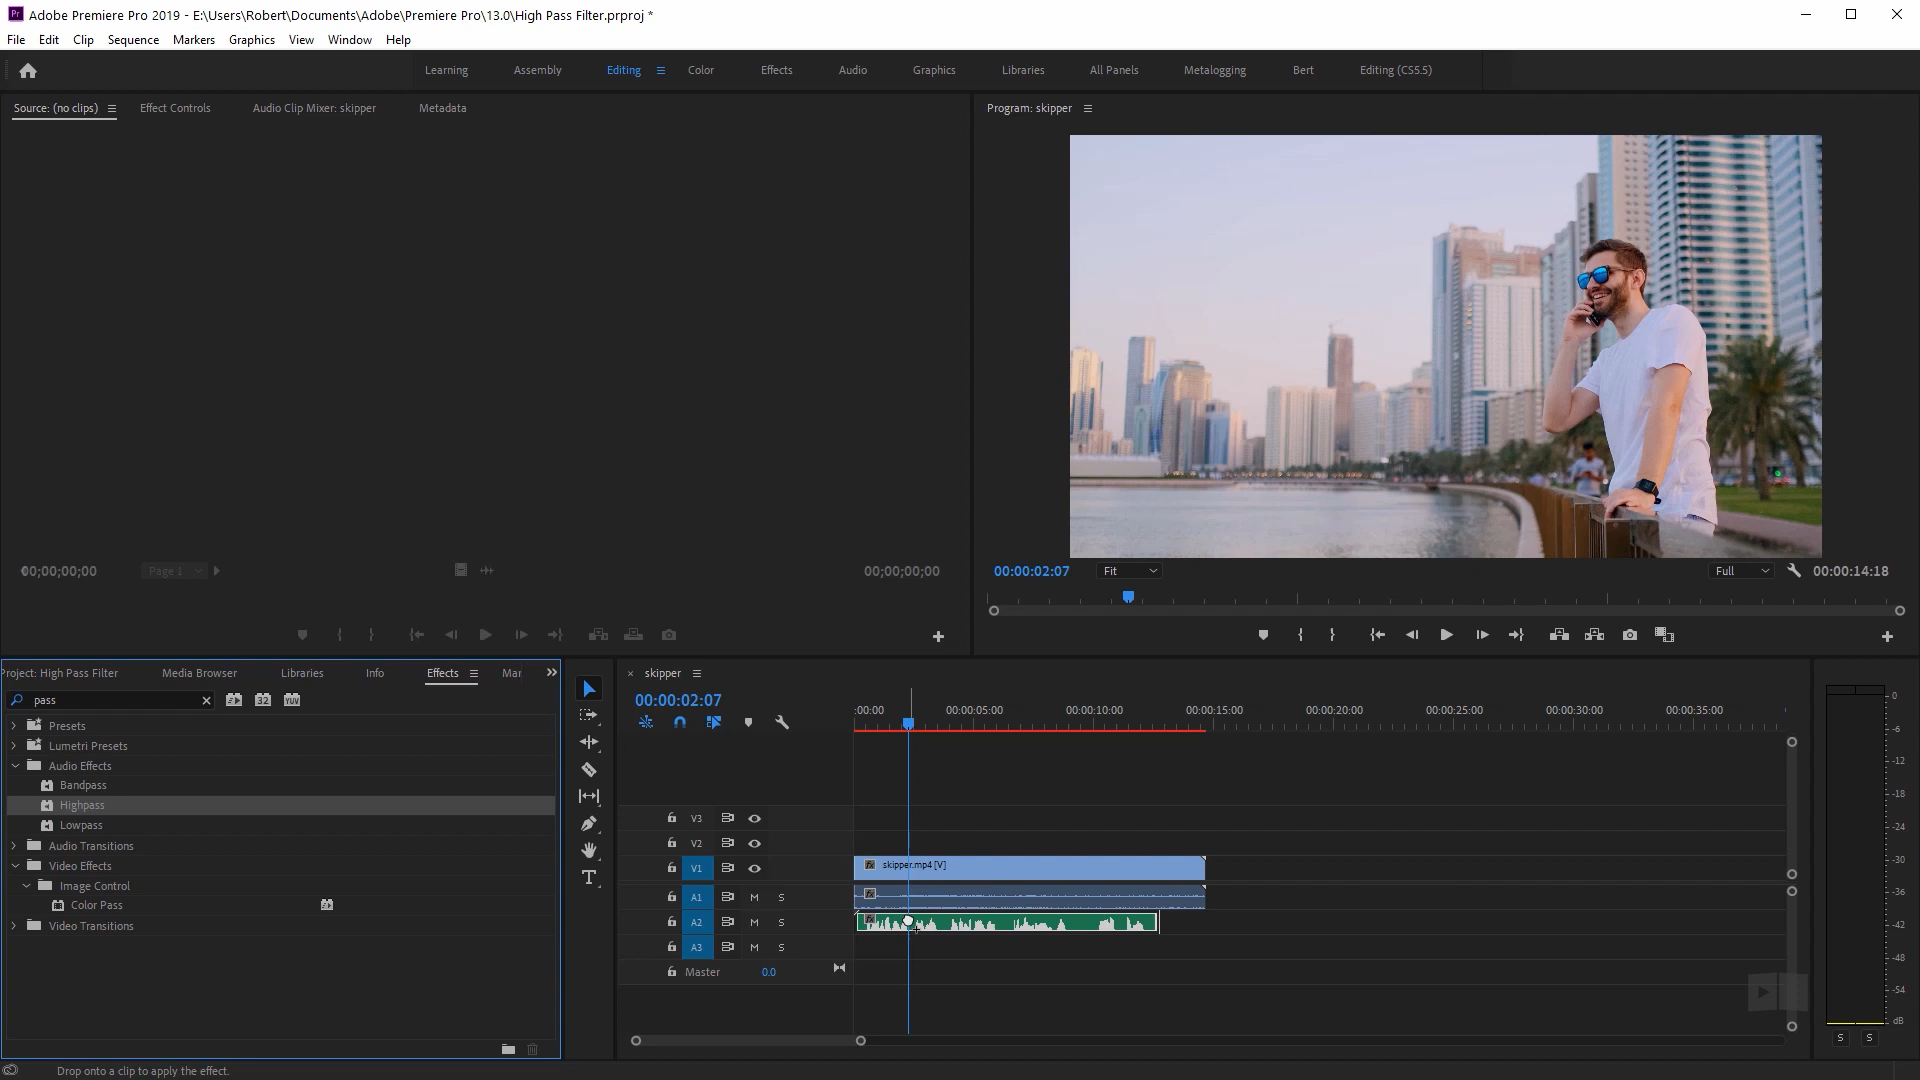 Adobe Premiere Pro 2019 - E:\Users\Robert\Documents\Adobe\Premiere Pro\13.0\High Pass Filter.prproj *
File Edit Clip Sequence Markers Graphics View Window Help
Learning Assembly Editing Color Effects Audio Graphics Libraries All Panels Metalogging Bert Editing (CS5.5)
Source: (no clips) Effect Controls Audio Clip Mixer: skipper Metadata
Program: skipper
00;00;00;00 Page 1 00;00;00;00
00:00:02:07 Fit Full 00:00:14:18
Project: High Pass Filter Media Browser Libraries Info Effects Mar
pass
32 YUV
Presets
Lumetri Presets
Audio Effects
Bandpass
Highpass
Lowpass
Audio Transitions
Video Effects
Image Control
Color Pass
Video Transitions
skipper
00:00:02:07
:00:00 00:00:05:00 00:00:10:00 00:00:15:00 00:00:20:00 00:00:25:00 00:00:30:00 00:00:35:00
V3
V2
V1 skipper.mp4 [V]
A1 M S
A2 M S
A3 M S
Master 0.0
0
-6
-12
-18
-24
-30
-36
-42
-48
-54
dB
S S
Drop onto a clip to apply the effect.